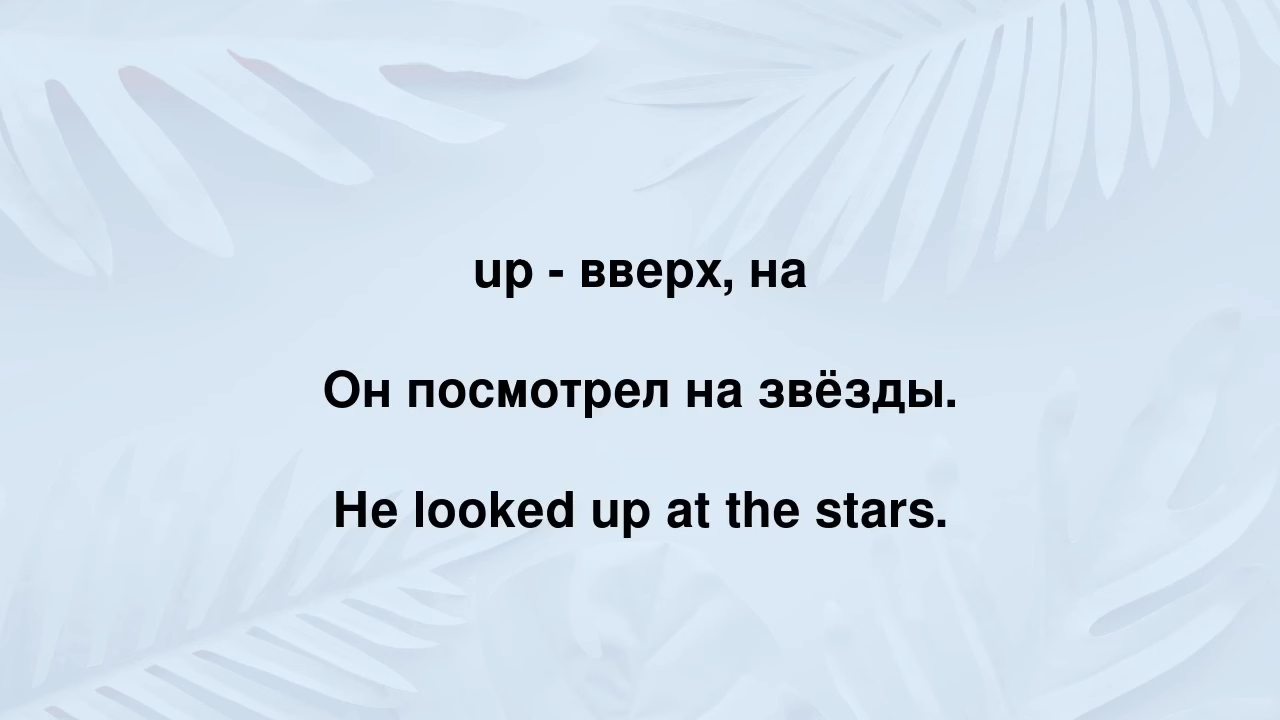 up - вверх, на
Он посмотрел на звёзды.
He looked up at the stars.